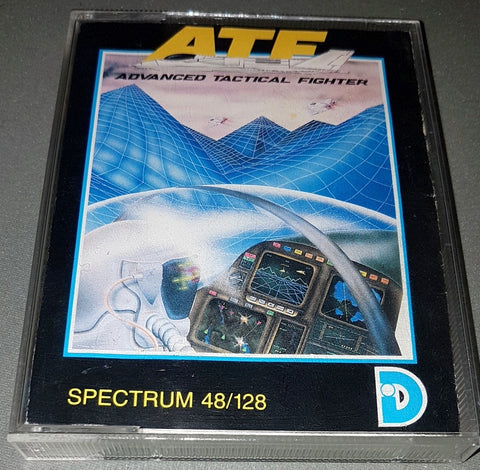 ATF
ADVANCED TACTICAL FIGHTER
SPECTRUM 48/128
D